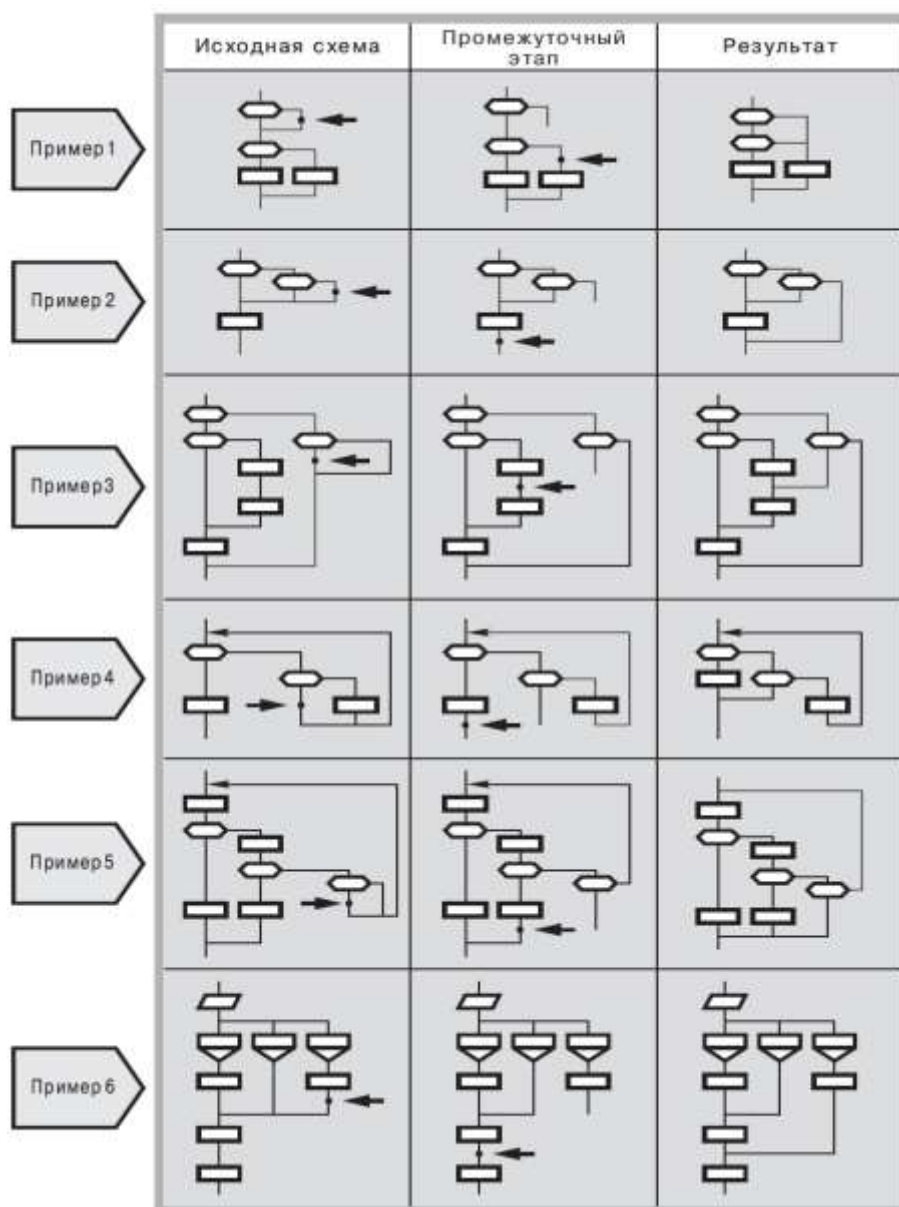 Исходная схема
Промежуточный
этап
Результат
Пример 1
Пример 2
Пример 3
Пример 4
Пример 5
Пример 6